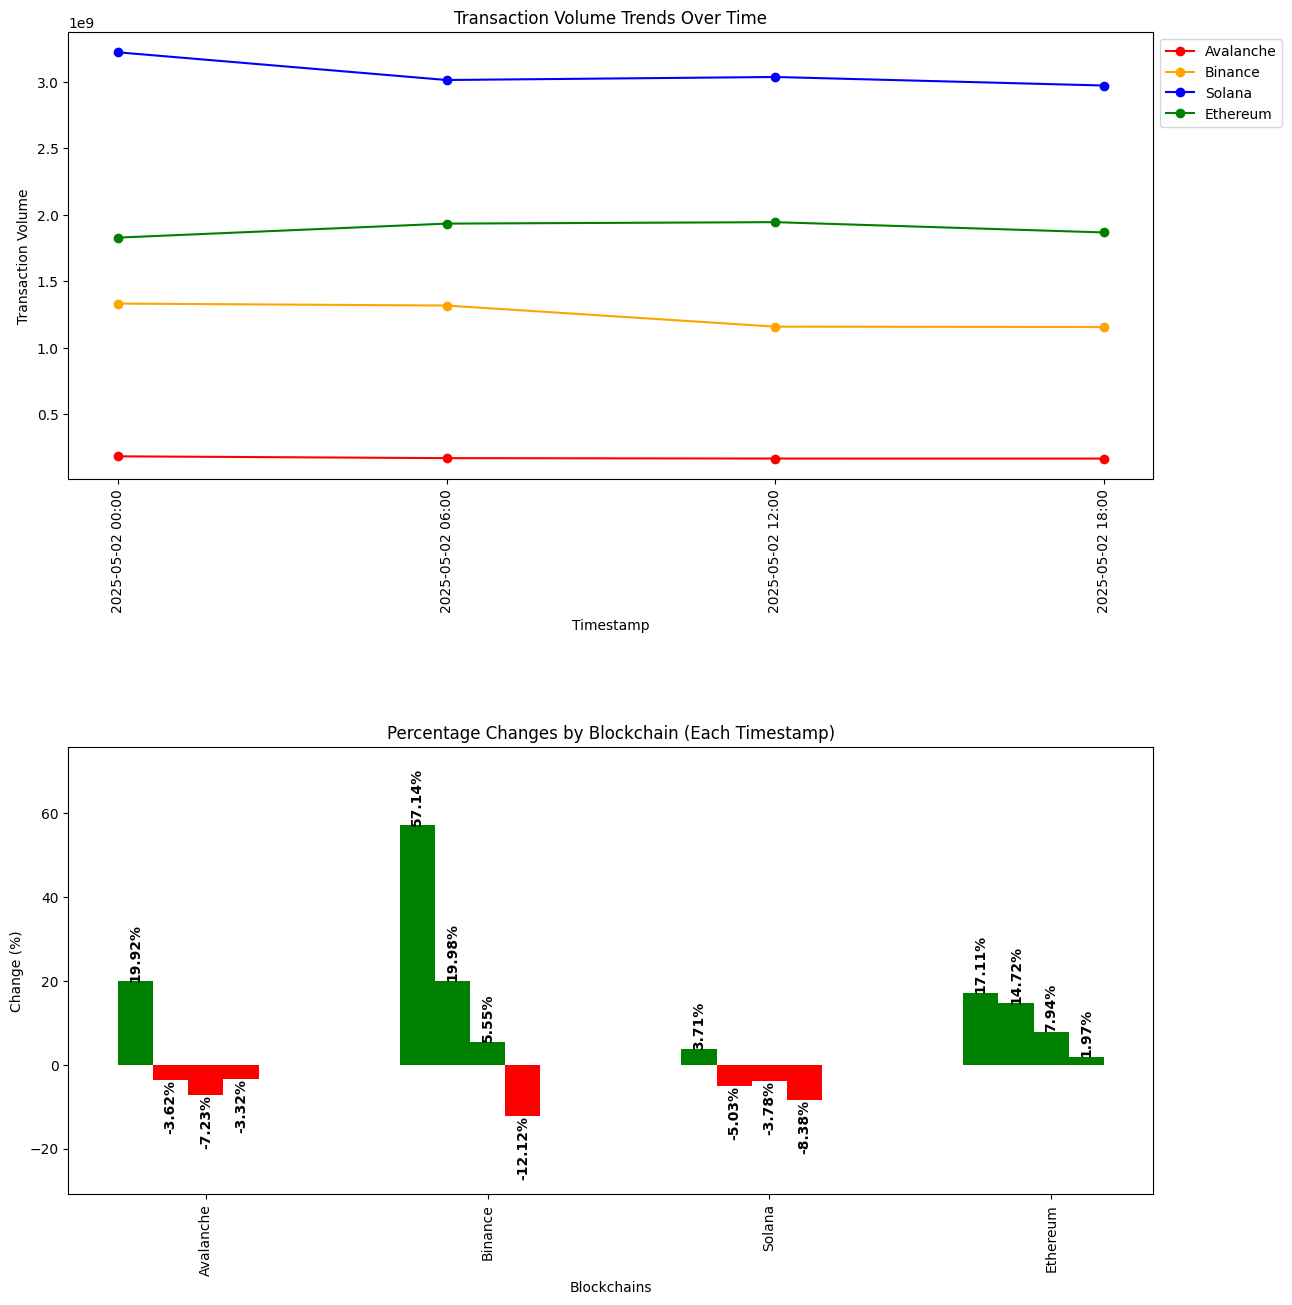 Transaction Volume Trends Over Time
1e9
Avalanche
Binance
Solana
Ethereum
3.0
2.5
2.0
1.5
1.0
0.5
Transaction Volume
2025-05-02 00:00
2025-05-02 06:00
2025-05-02 12:00
2025-05-02 18:00
Timestamp
Percentage Changes by Blockchain (Each Timestamp)
60
40
20
0
−20
Change (%)
19.92%
-3.62%
-7.23%
-3.32%
57.14%
19.98%
5.55%
-12.12%
3.71%
-5.03%
-3.78%
-8.38%
17.11%
14.72%
7.94%
1.97%
Avalanche
Binance
Solana
Ethereum
Blockchains